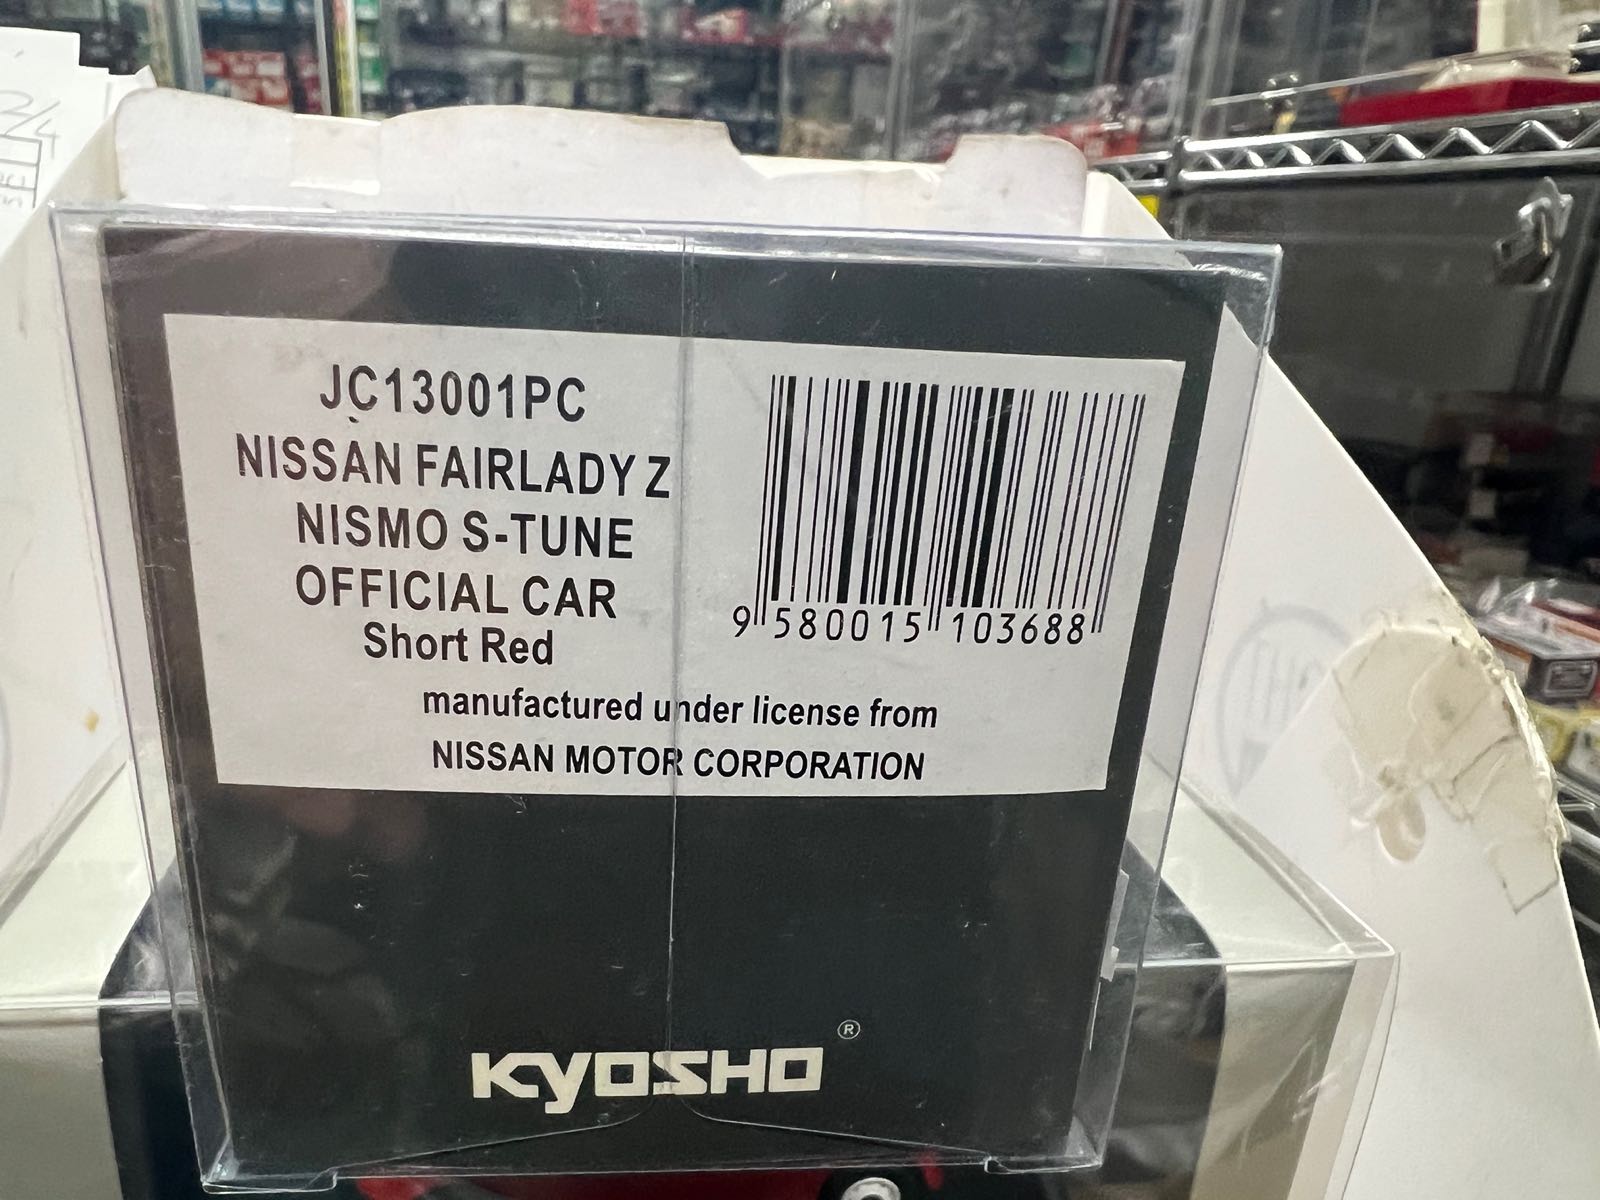 JC13001PC
NISSAN FAIRLADY Z
NISMO S-TUNE
OFFICIAL CAR
Short Red
9 580015 103688
manufactured under license from
NISSAN MOTOR CORPORATION
KYOSHO ®